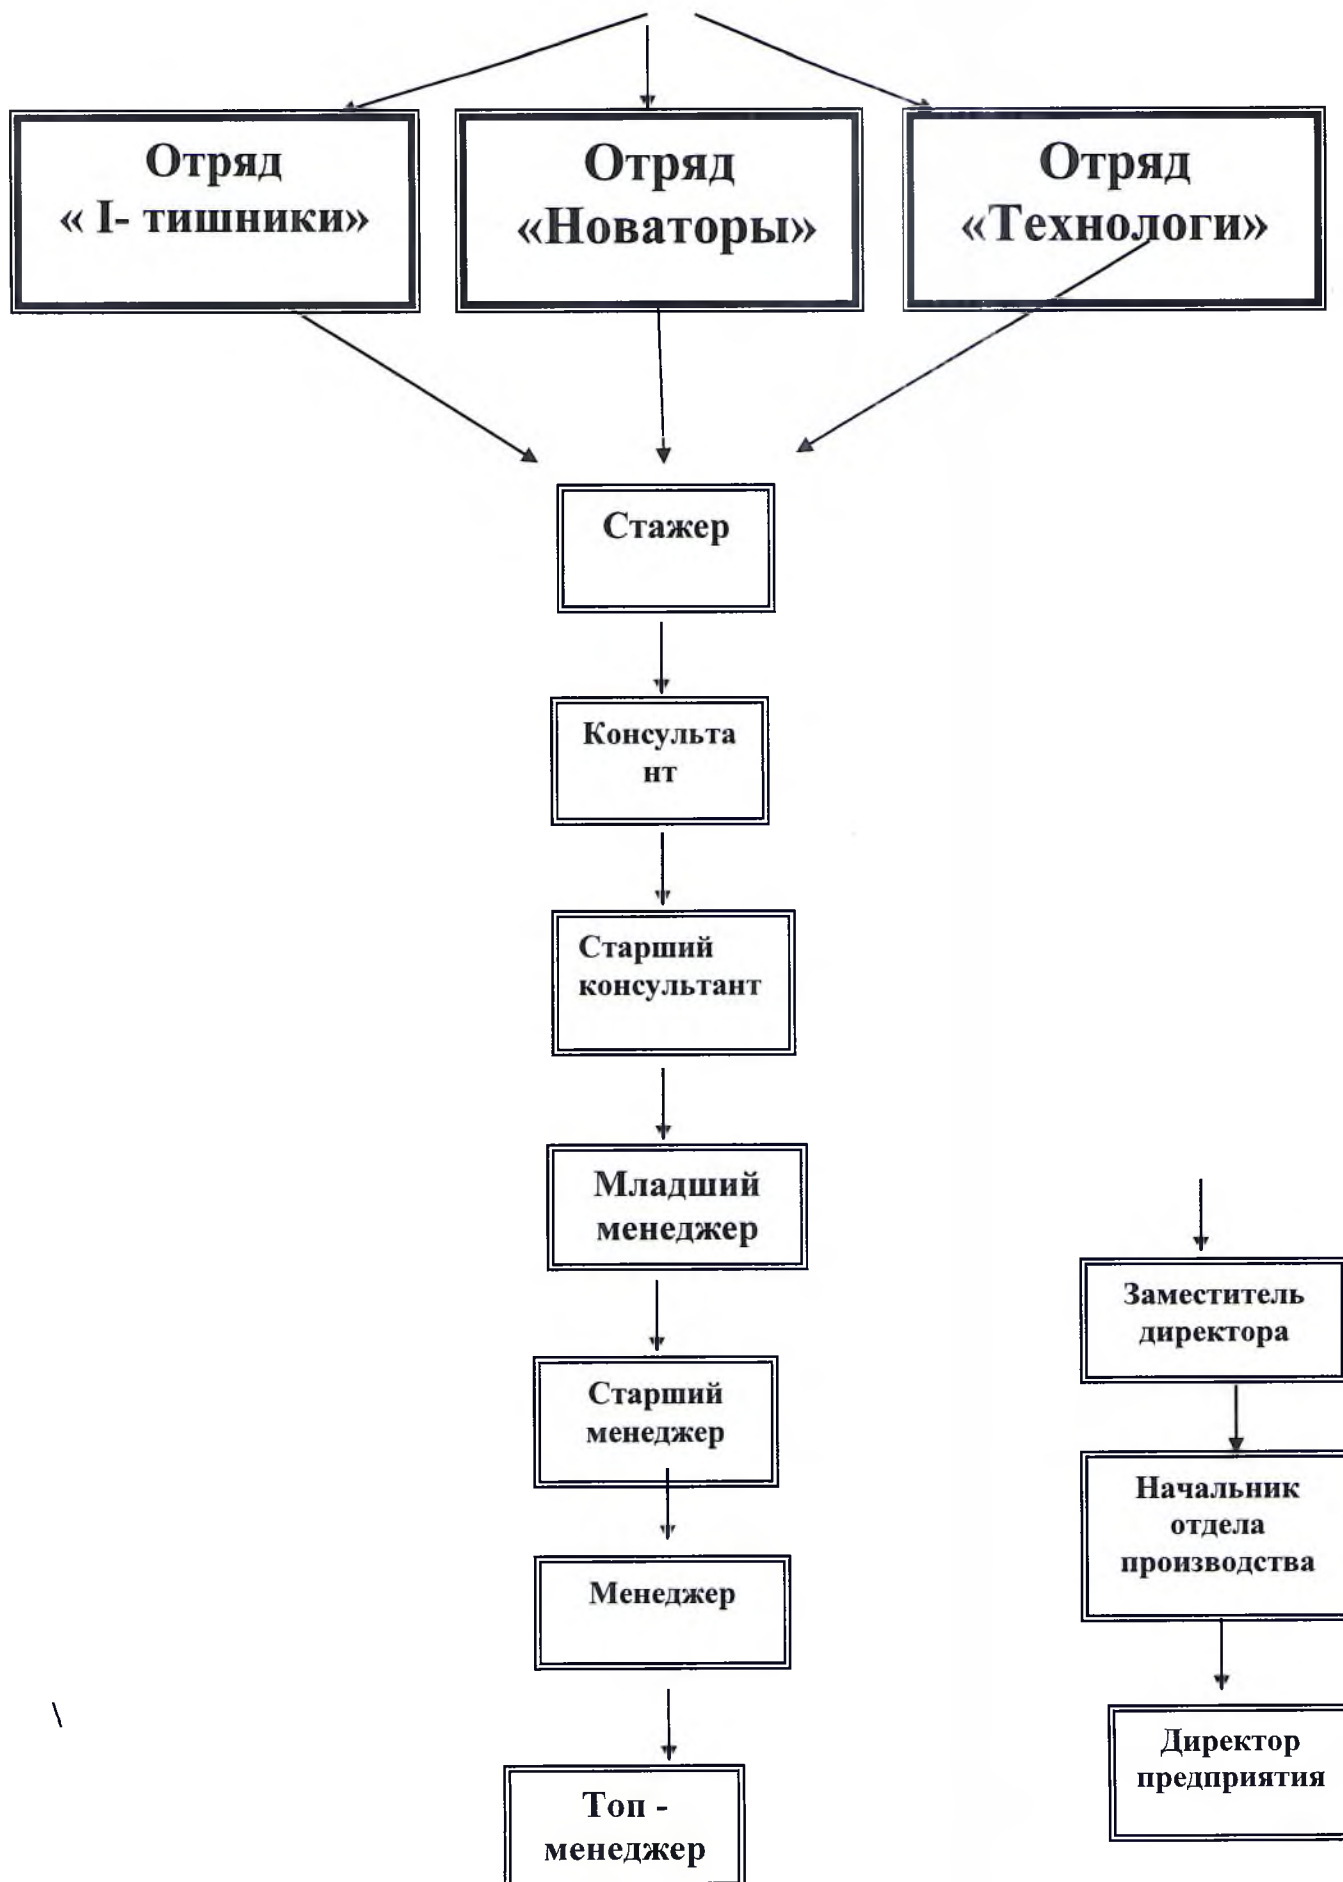 Отряд
« I- тишники»
Отряд
«Новаторы»
Отряд
«Технологи»
Стажер
Консульта
нт
Старший
консультант
Младший
менеджер
Старший
менеджер
Менеджер
Топ -
менеджер
Заместитель
директора
Начальник
отдела
производства
Директор
предприятия